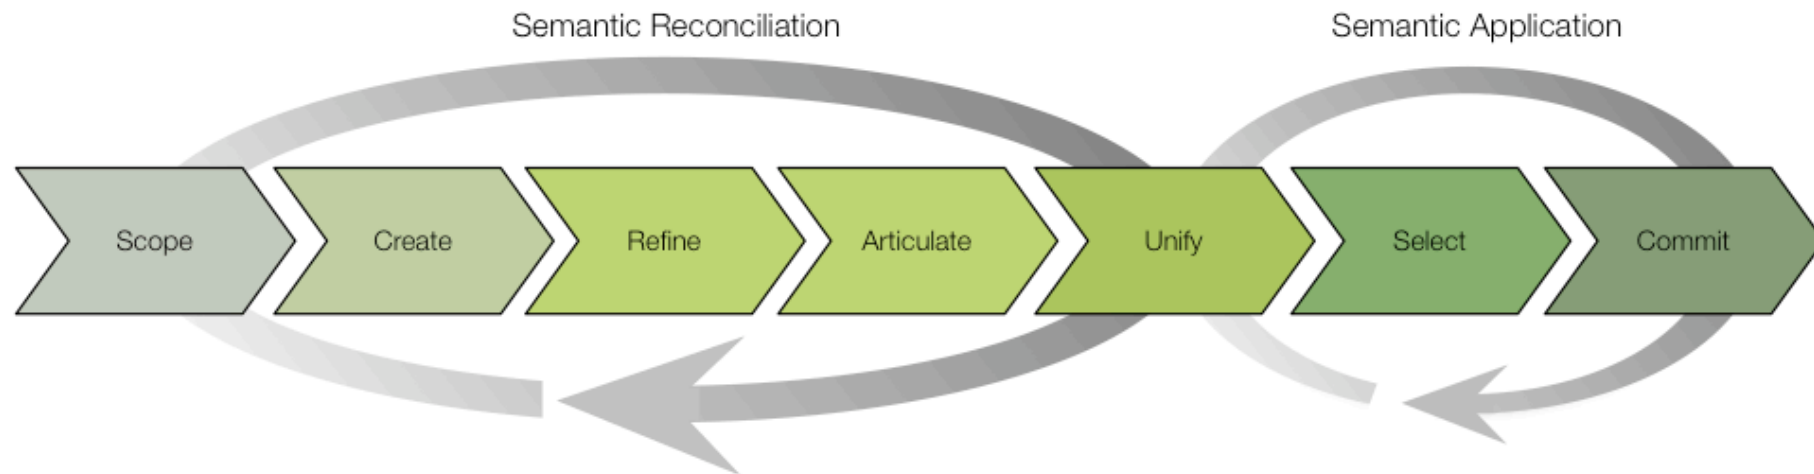 Semantic Reconciliation
Semantic Application
Scope
Create
Refine
Articulate
Unify
Select
Commit